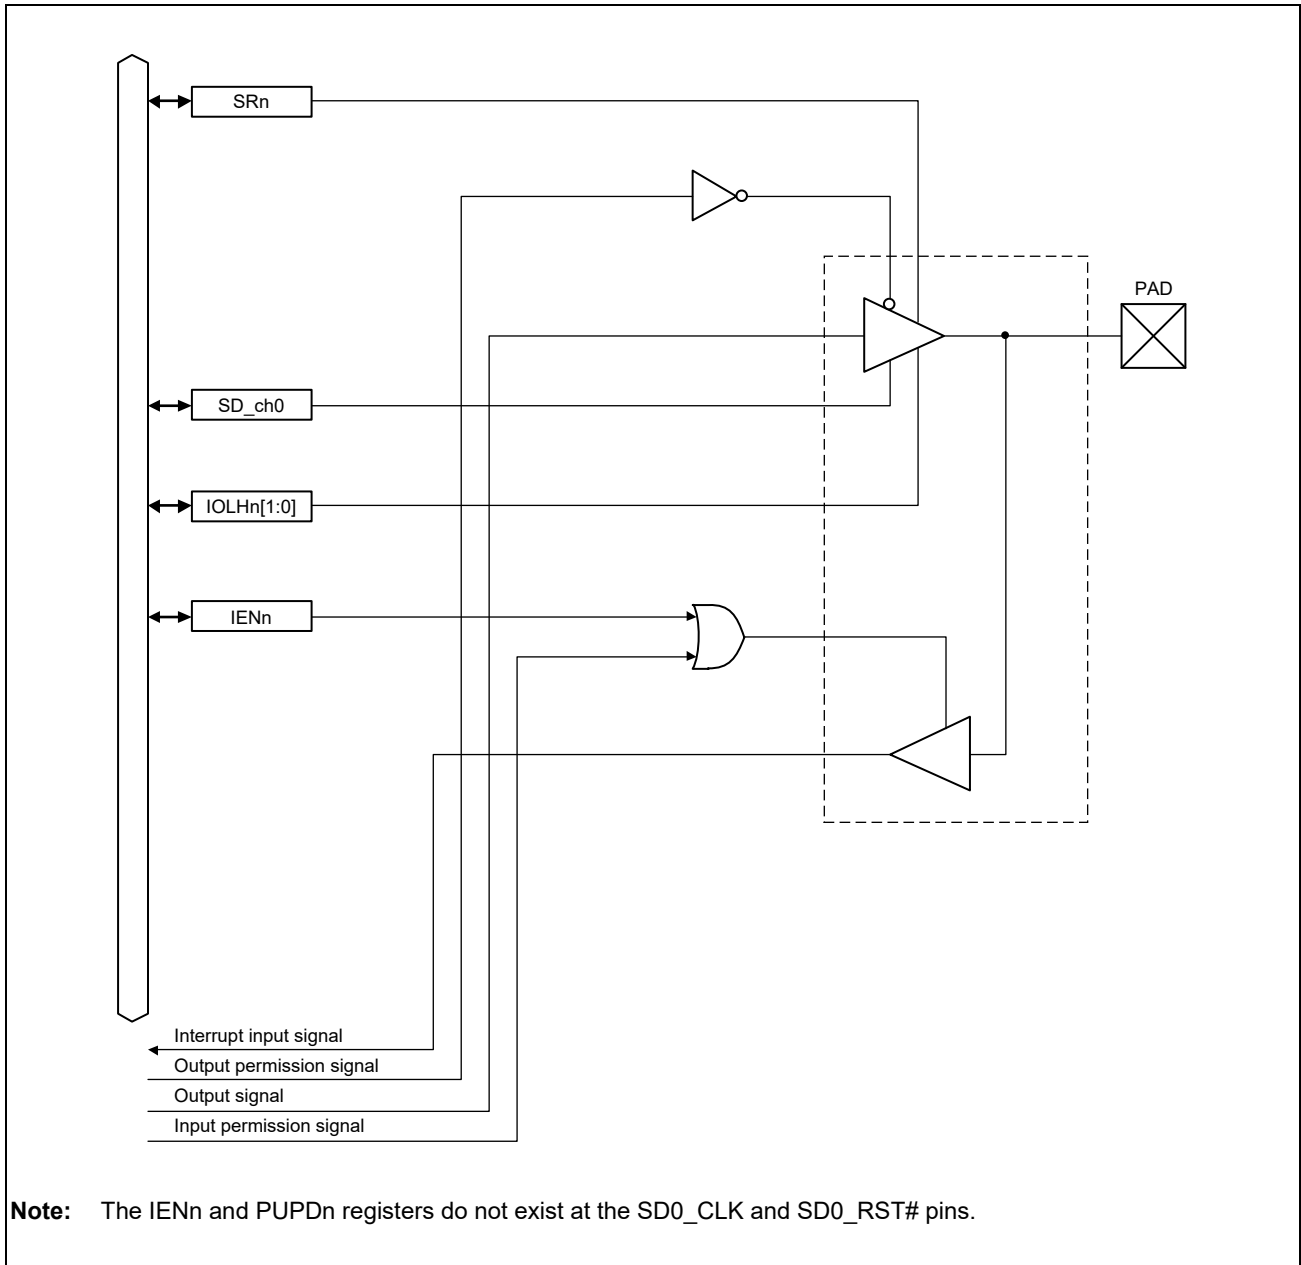 SRn
PAD
SD_ch0
IOLHn[1:0]
IENn
Interrupt input signal
Output permission signal
Output signal
Input permission signal
Note: The IENn and PUPDn registers do not exist at the SD0_CLK and SD0_RST# pins.